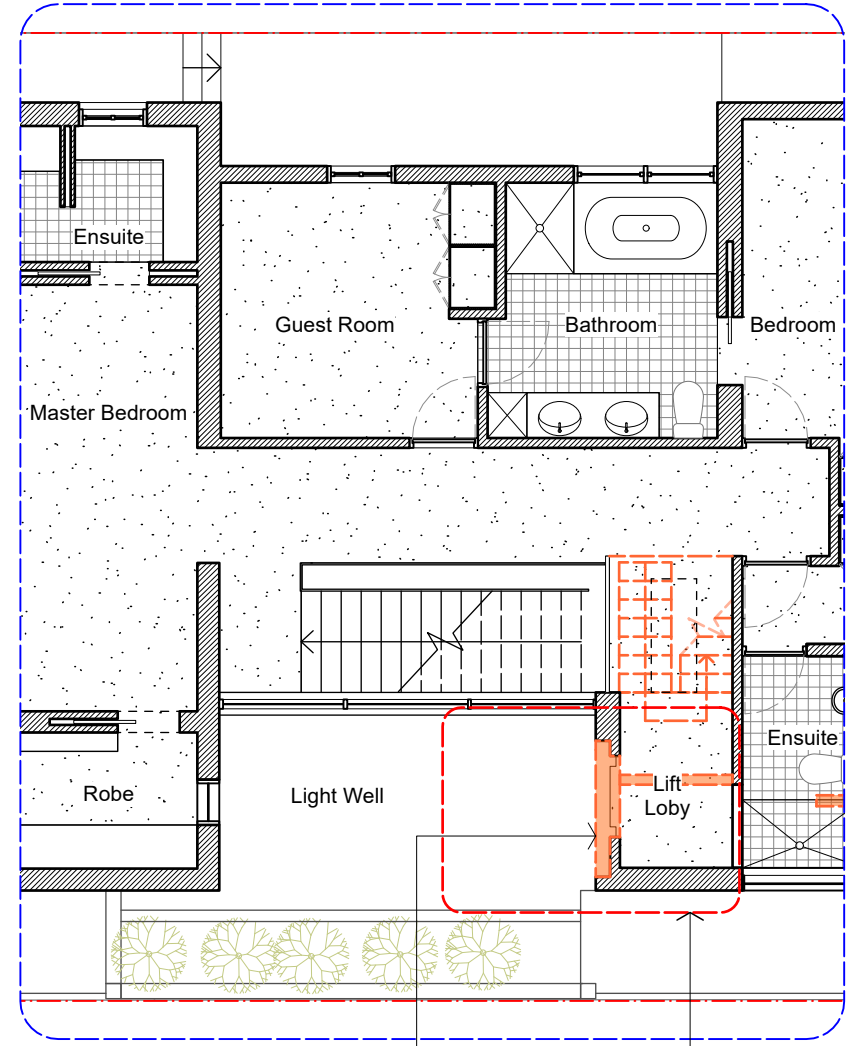 Ensuite
Guest Room
Bathroom
Bedroom
Master Bedroom
Ensuite
Robe
Light Well
Lift
Loby